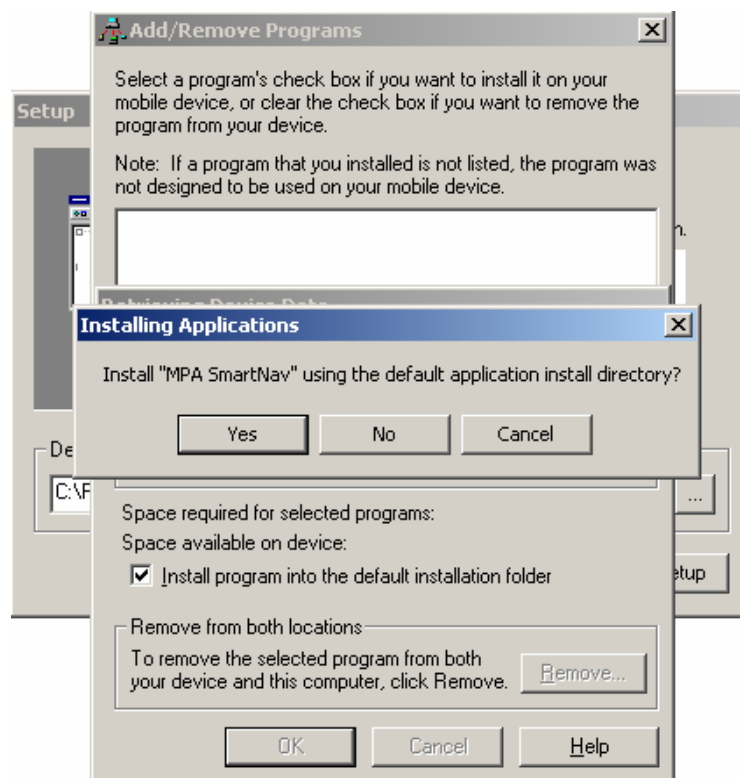 Add/Remove Programs
Select a program's check box if you want to install it on your
mobile device, or clear the check box if you want to remove the
program from your device.
Setup
Note: If a program that you installed is not listed, the program was
not designed to be used on your mobile device.
Retrieving Device Data
Installing Applications
Install "MPA SmartNav" using the default application install directory?
Yes No Cancel
C:\
...
Space required for selected programs:
Space available on device:
Install program into the default installation folder
Remove from both locations
To remove the selected program from both
your device and this computer, click Remove.
Remove...
OK Cancel Help